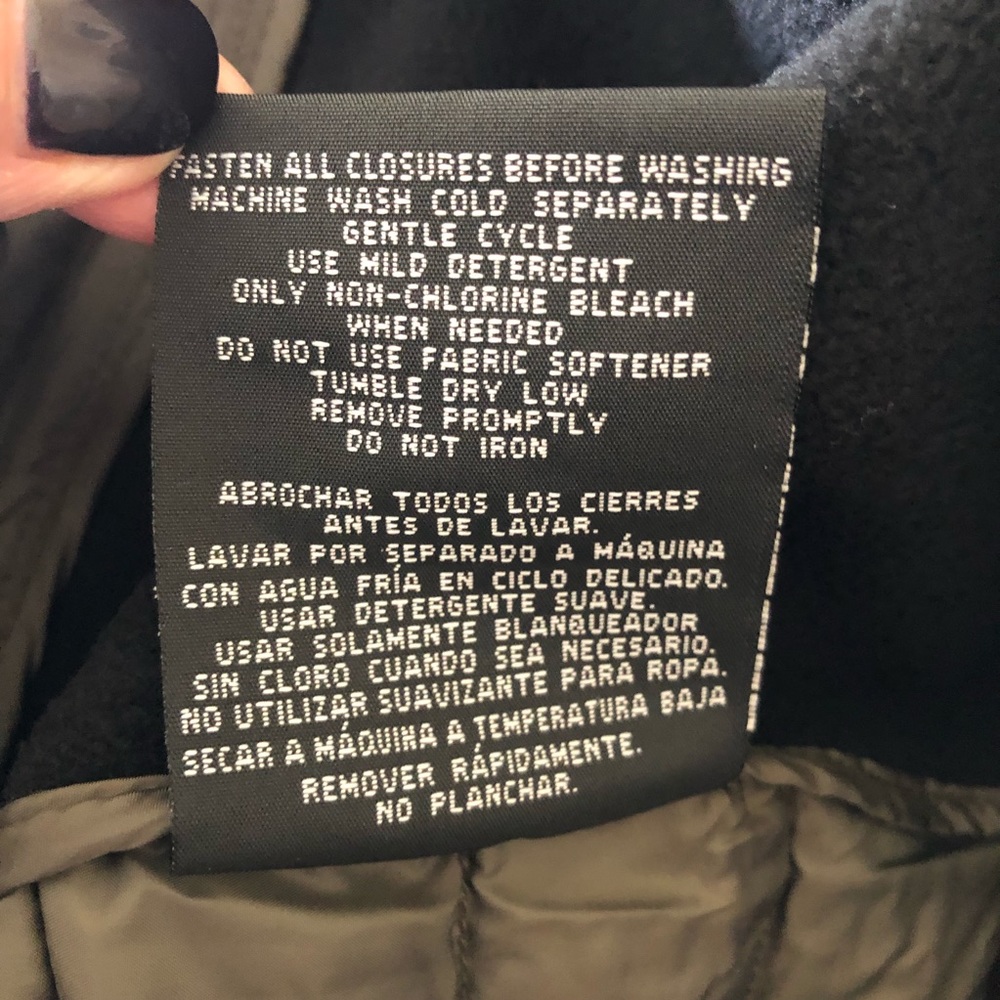 FASTEN ALL CLOSURES BEFORE WASHING
MACHINE WASH COLD SEPARATELY
GENTLE CYCLE
USE MILD DETERGENT
ONLY NON-CHLORINE BLEACH
WHEN NEEDED
DO NOT USE FABRIC SOFTENER
TUMBLE DRY LOW
REMOVE PROMPTLY
DO NOT IRON
ABROCHAR TODOS LOS CIERRES
ANTES DE LAVAR.
LAVAR POR SEPARADO A MÁQUINA
CON AGUA FRÍA EN CICLO DELICADO.
USAR DETERGENTE SUAVE.
USAR SOLAMENTE BLANQUEADOR
SIN CLORO CUANDO SEA NECESARIO.
NO UTILIZAR SUAVIZANTE PARA ROPA.
SECAR A MÁQUINA A TEMPERATURA BAJA
REMOVER RÁPIDAMENTE.
NO PLANCHAR.